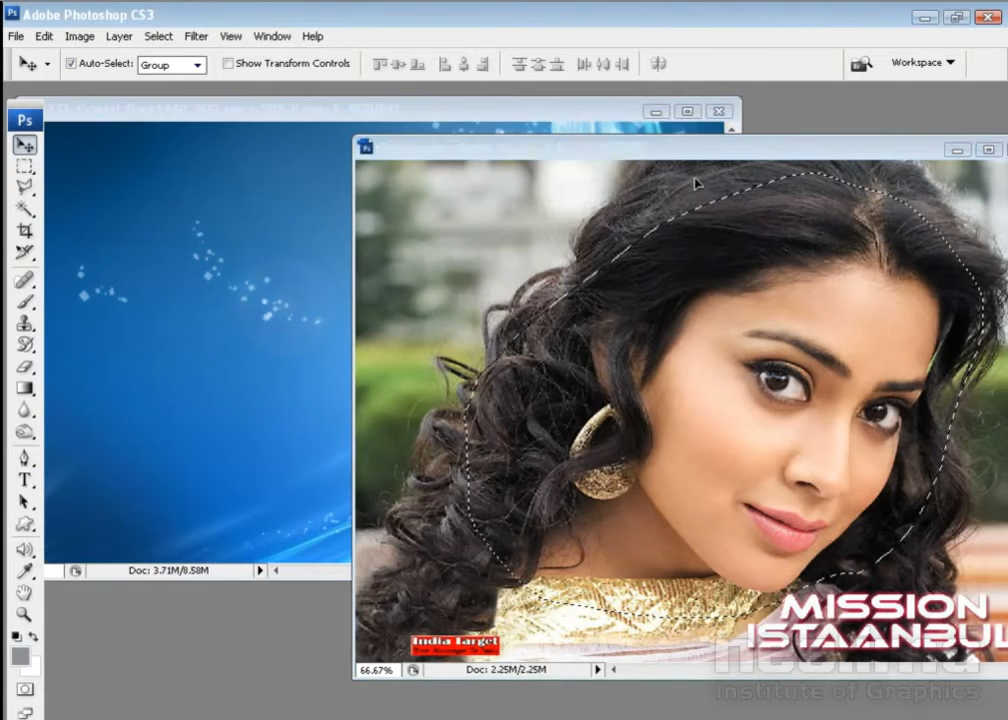 Adobe Photoshop CS3
File Edit Image Layer Select Filter View Window Help
Auto-Select: Group Show Transform Controls Workspace
Ps
Doc: 3.71M/8.58M
MISSION
ISTAANBUL
India Target
66.67% Doc: 2.25M/2.25M
institute of Graphics